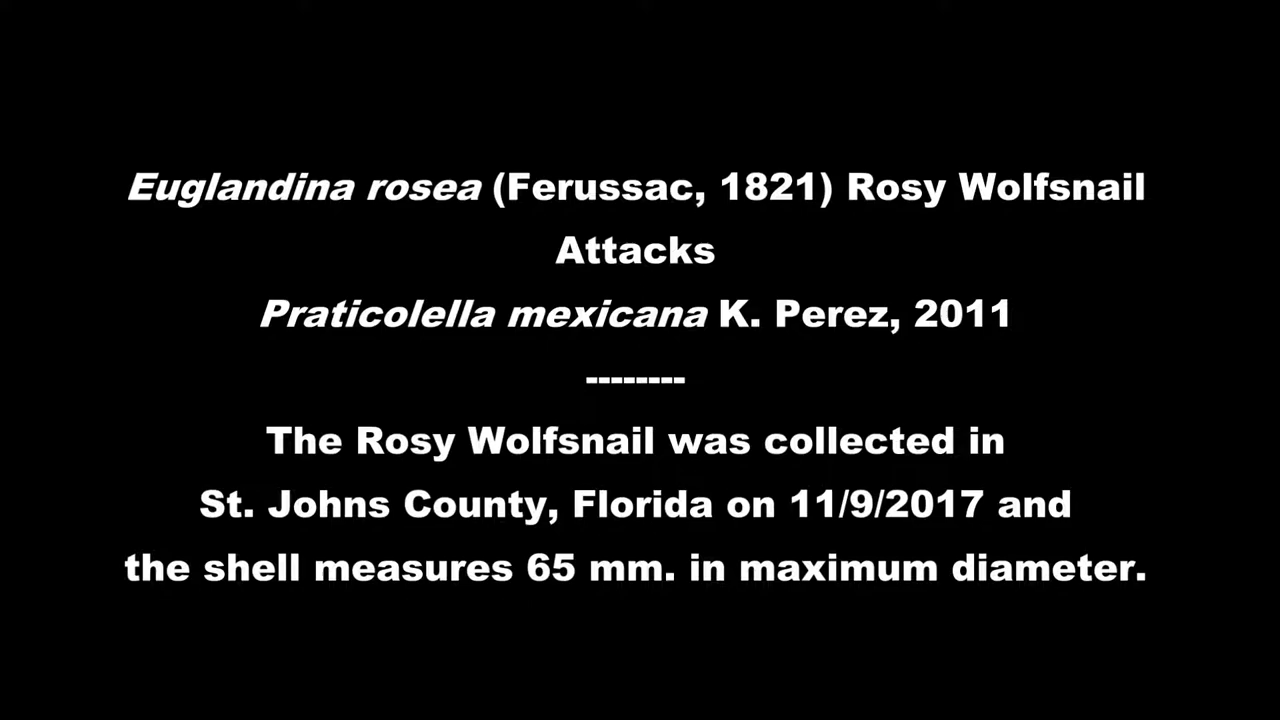 Euglandina rosea (Ferussac, 1821) Rosy Wolfsnail
Attacks
Praticolella mexicana K. Perez, 2011
--------
The Rosy Wolfsnail was collected in
St. Johns County, Florida on 11/9/2017 and
the shell measures 65 mm. in maximum diameter.